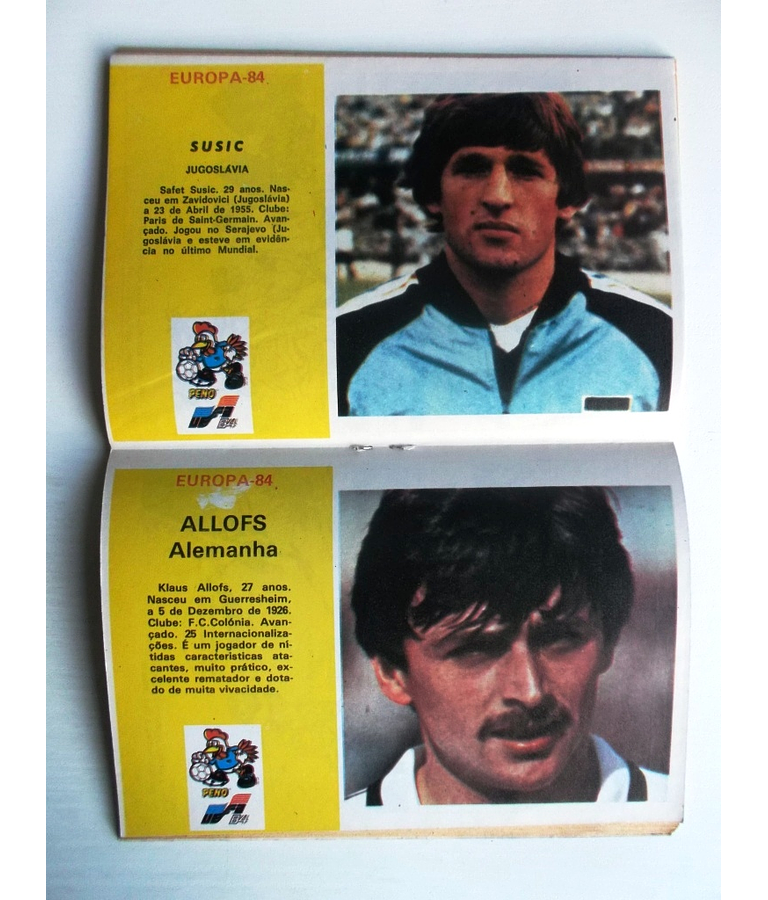 EUROPA-84
SUSIC
JUGOSLÁVIA
Safet Susic. 29 anos. Nas-
ceu em Zavidovici (Jugoslávia)
a 23 de Abril de 1955. Clube:
Paris de Saint-Germain. Avan-
çado. Jogou no Serajevo (Ju-
goslávia e esteve em evidên-
cia no último Mundial.
PENO
84
EUROPA-84
ALLOFS
Alemanha
Klaus Allofs, 27 anos.
Nasceu em Guerresheim,
a 5 de Dezembro de 1926.
Clube: F.C.Colónia. Avan-
çado. 25 Internacionaliza-
ções. É um jogador de ní-
tidas caracteristicas ata-
cantes, muito prático, ex-
celente rematador e dota-
do de muita vivacidade.
PENO
84